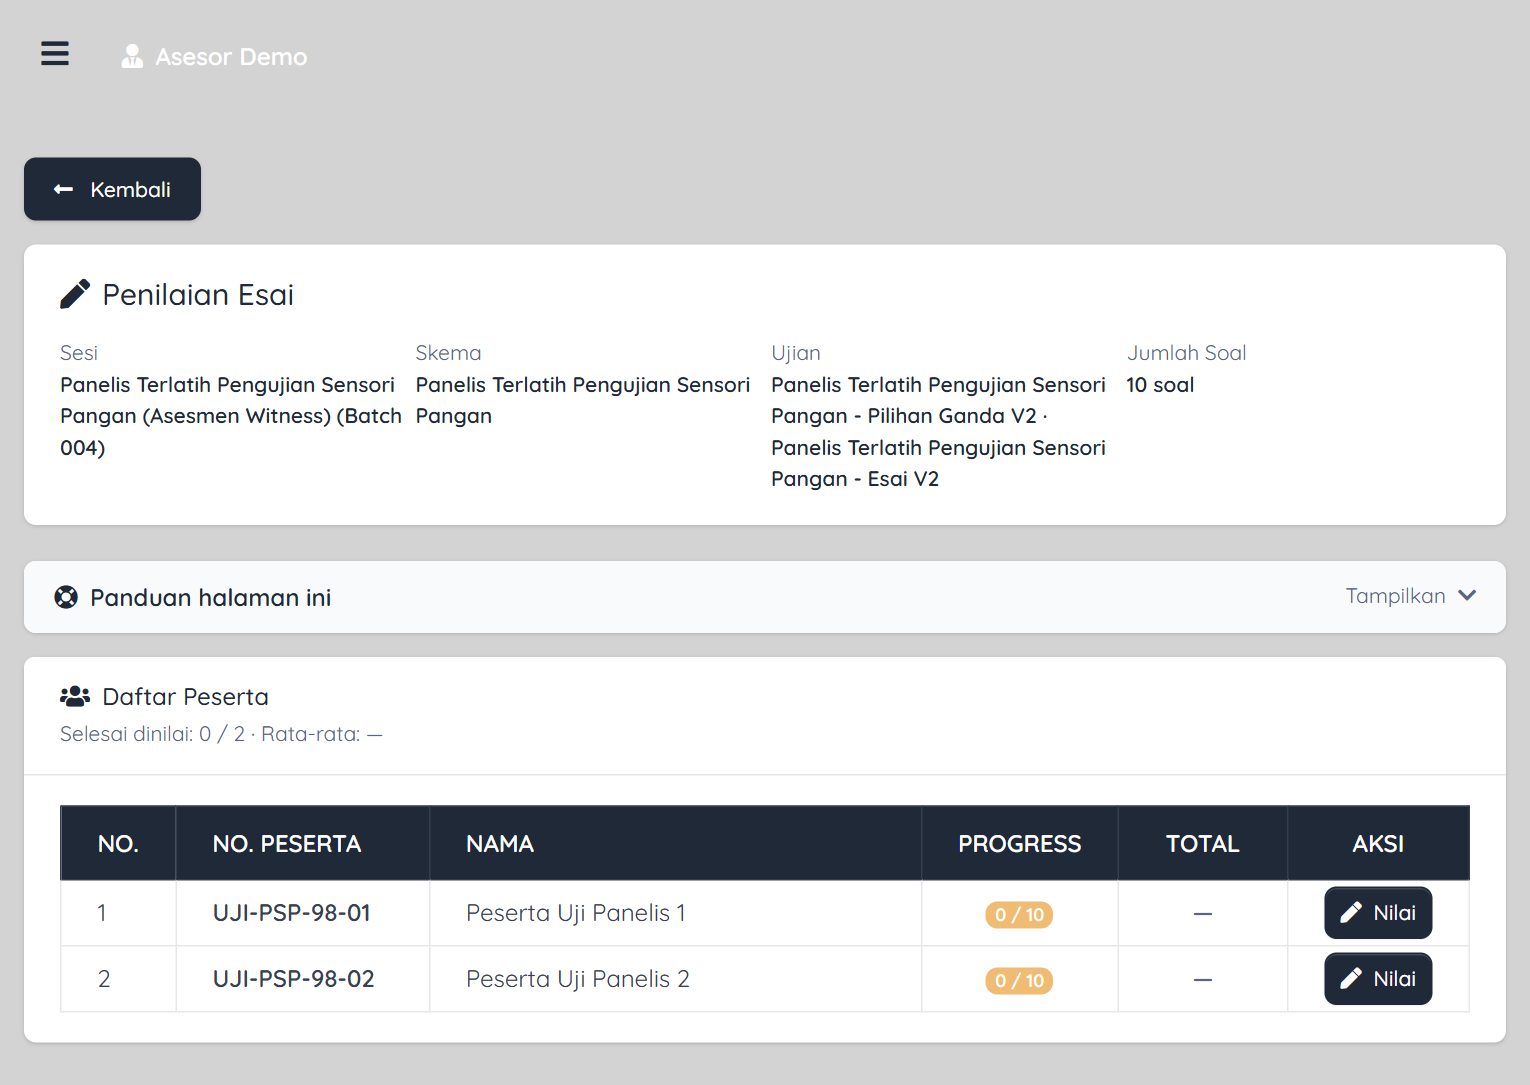 Asesor Demo
Kembali
Penilaian Esai
Sesi
Panelis Terlatih Pengujian Sensori
Pangan (Asesmen Witness) (Batch
004)
Skema
Panelis Terlatih Pengujian Sensori
Pangan
Ujian
Panelis Terlatih Pengujian Sensori
Pangan - Pilihan Ganda V2 ·
Panelis Terlatih Pengujian Sensori
Pangan - Esai V2
Jumlah Soal
10 soal
Panduan halaman ini
Tampilkan
Daftar Peserta
Selesai dinilai: 0 / 2 · Rata-rata: —
NO. NO. PESERTA NAMA PROGRESS TOTAL AKSI
1 UJI-PSP-98-01 Peserta Uji Panelis 1 0 / 10 — Nilai
2 UJI-PSP-98-02 Peserta Uji Panelis 2 0 / 10 — Nilai